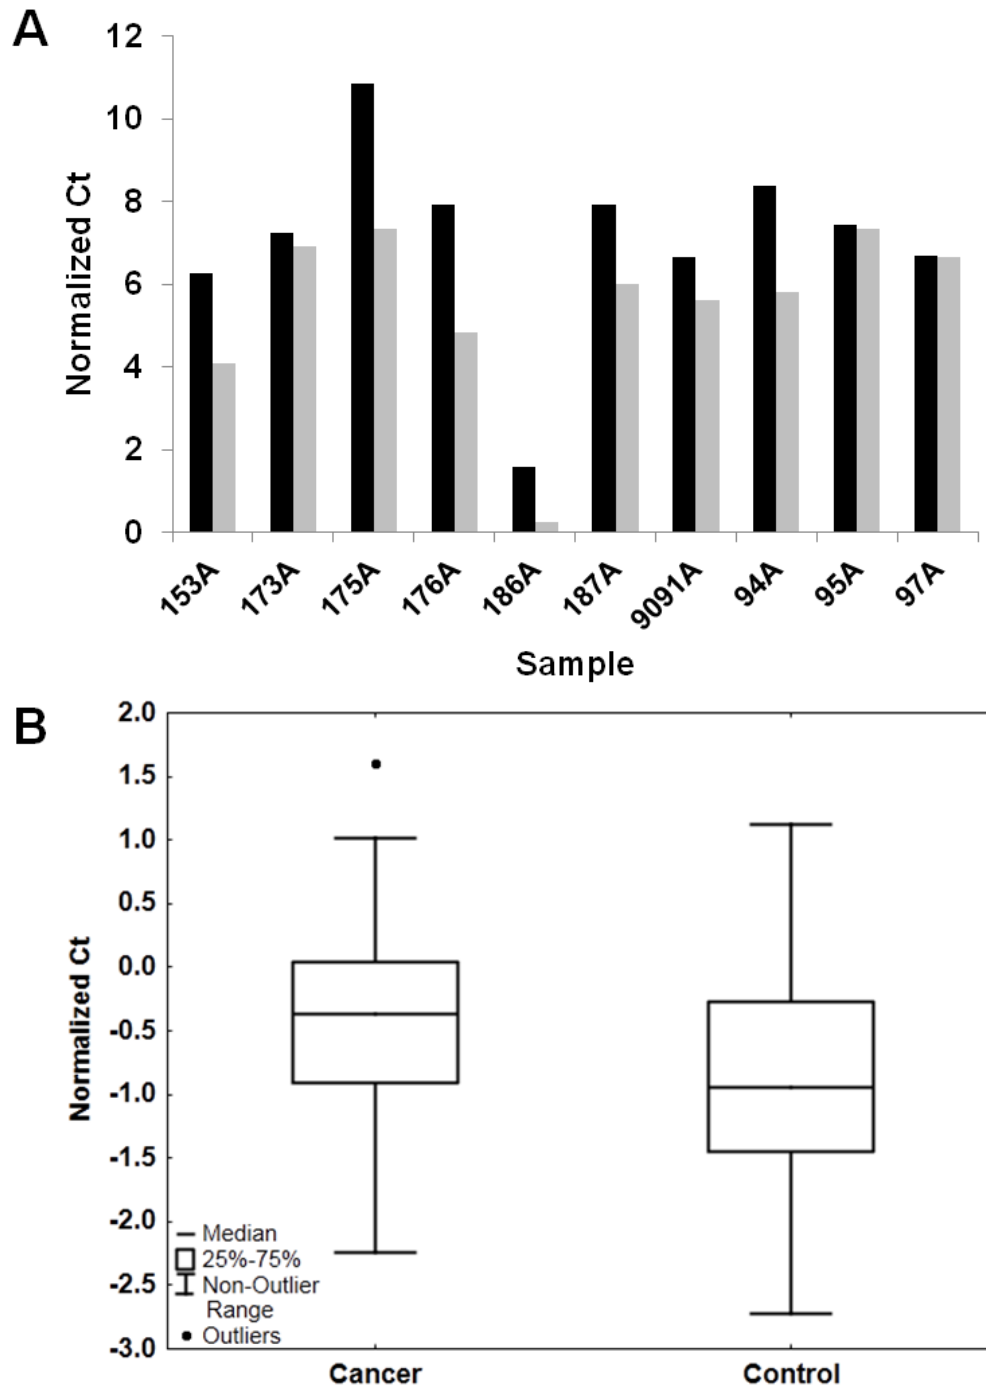 A
12
10
8
6
4
2
0
Normalized Ct
153A
173A
175A
176A
186A
187A
9091A
94A
95A
97A
Sample
B
2.0
1.5
1.0
0.5
0.0
-0.5
-1.0
-1.5
-2.0
-2.5
-3.0
Normalized Ct
Median
25%-75%
Non-Outlier
Range
Outliers
Cancer
Control